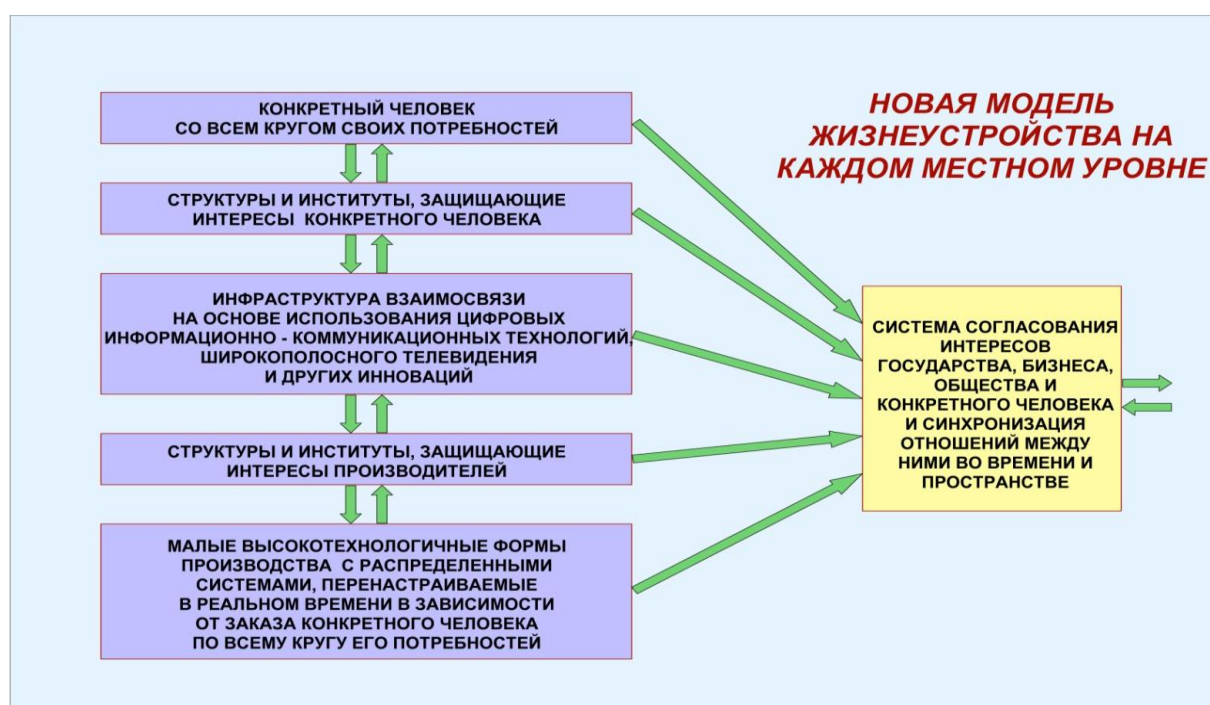 НОВАЯ МОДЕЛЬ
ЖИЗНЕУСТРОЙСТВА НА
КАЖДОМ МЕСТНОМ УРОВНЕ
КОНКРЕТНЫЙ ЧЕЛОВЕК
СО ВСЕМ КРУГОМ СВОИХ ПОТРЕБНОСТЕЙ
СТРУКТУРЫ И ИНСТИТУТЫ, ЗАЩИЩАЮЩИЕ
ИНТЕРЕСЫ КОНКРЕТНОГО ЧЕЛОВЕКА
ИНФРАСТРУКТУРА ВЗАИМОСВЯЗИ
НА ОСНОВЕ ИСПОЛЬЗОВАНИЯ ЦИФРОВЫХ
ИНФОРМАЦИОННО - КОММУНИКАЦИОННЫХ ТЕХНОЛОГИЙ,
ШИРОКОПОЛОСНОГО ТЕЛЕВИДЕНИЯ
И ДРУГИХ ИННОВАЦИЙ
СТРУКТУРЫ И ИНСТИТУТЫ, ЗАЩИЩАЮЩИЕ
ИНТЕРЕСЫ ПРОИЗВОДИТЕЛЕЙ
МАЛЫЕ ВЫСОКОТЕХНОЛОГИЧНЫЕ ФОРМЫ
ПРОИЗВОДСТВА С РАСПРЕДЕЛЕННЫМИ
СИСТЕМАМИ, ПЕРЕНАСТРАИВАЕМЫЕ
В РЕАЛЬНОМ ВРЕМЕНИ В ЗАВИСИМОСТИ
ОТ ЗАКАЗА КОНКРЕТНОГО ЧЕЛОВЕКА
ПО ВСЕМУ КРУГУ ЕГО ПОТРЕБНОСТЕЙ
СИСТЕМА СОГЛАСОВАНИЯ
ИНТЕРЕСОВ
ГОСУДАРСТВА, БИЗНЕСА,
ОБЩЕСТВА И
КОНКРЕТНОГО ЧЕЛОВЕКА
И СИНХРОНИЗАЦИЯ
ОТНОШЕНИЙ МЕЖДУ
НИМИ ВО ВРЕМЕНИ И
ПРОСТРАНСТВЕ